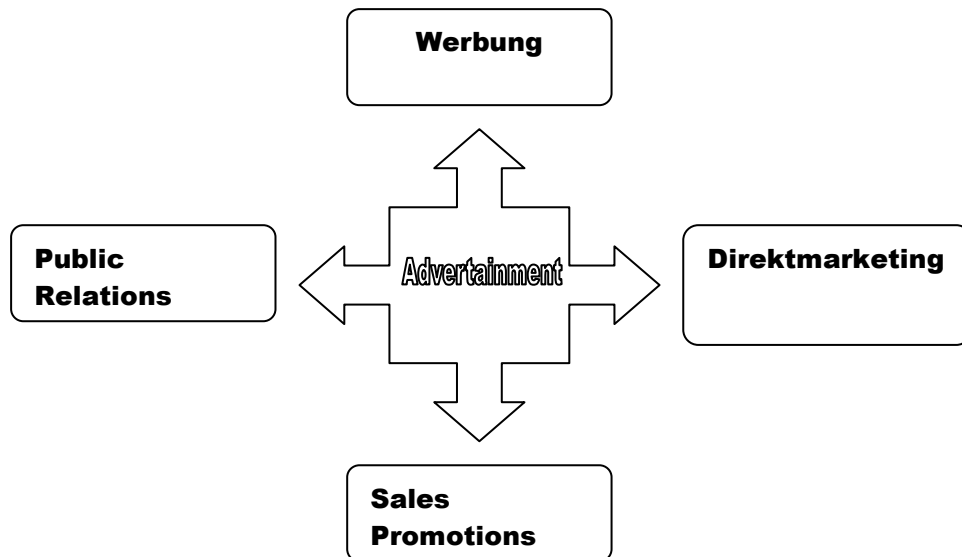 Werbung
Public
Relations
Advertainment
Direktmarketing
Sales
Promotions